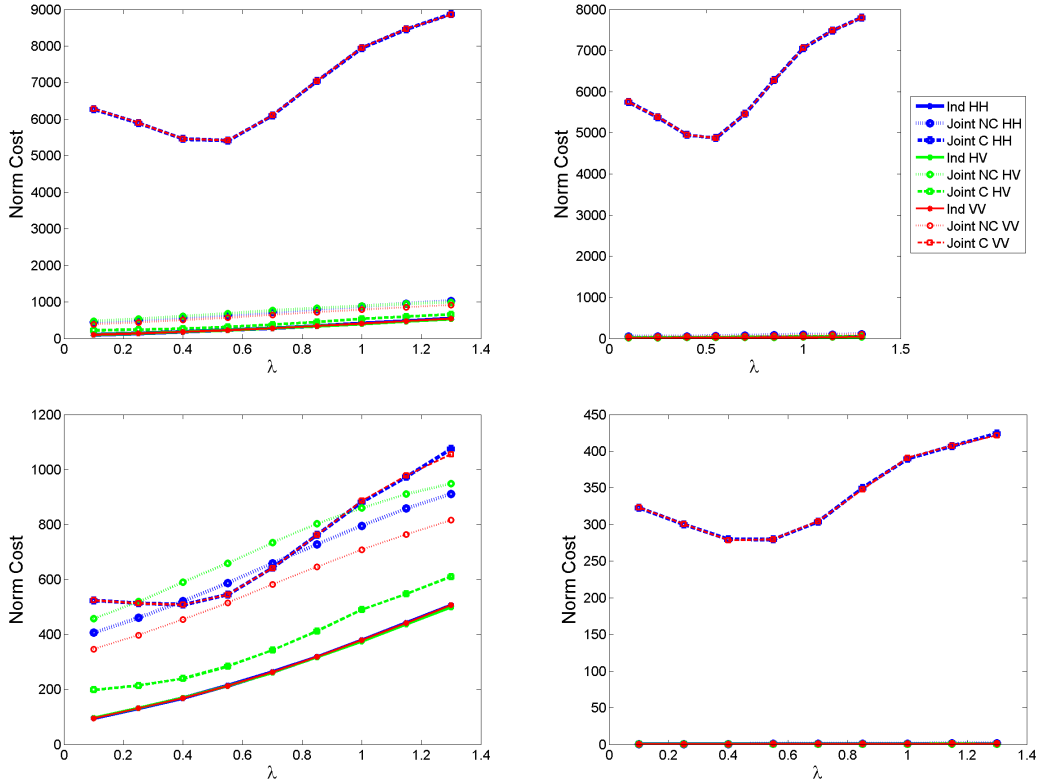 9000
8000
7000
6000
5000
4000
3000
2000
1000
0
Norm Cost
0 0.2 0.4 0.6 0.8 1 1.2 1.4
λ
8000
7000
6000
5000
4000
3000
2000
1000
0
Norm Cost
0 0.5 1 1.5
λ
Ind HH
Joint NC HH
Joint C HH
Ind HV
Joint NC HV
Joint C HV
Ind VV
Joint NC VV
Joint C VV
1200
1000
800
600
400
200
0
Norm Cost
0 0.2 0.4 0.6 0.8 1 1.2 1.4
λ
450
400
350
300
250
200
150
100
50
0
Norm Cost
0 0.2 0.4 0.6 0.8 1 1.2 1.4
λ